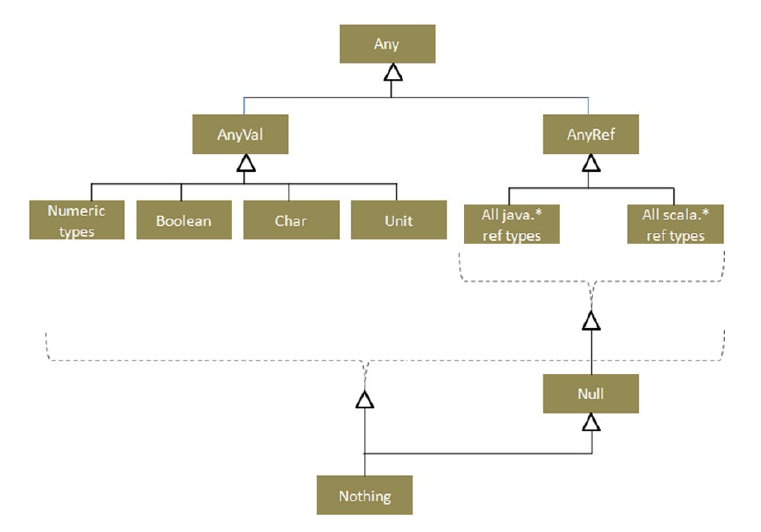 Any
AnyVal
AnyRef
Numeric
types
Boolean
Char
Unit
All java.*
ref types
All scala.*
ref types
Null
Nothing